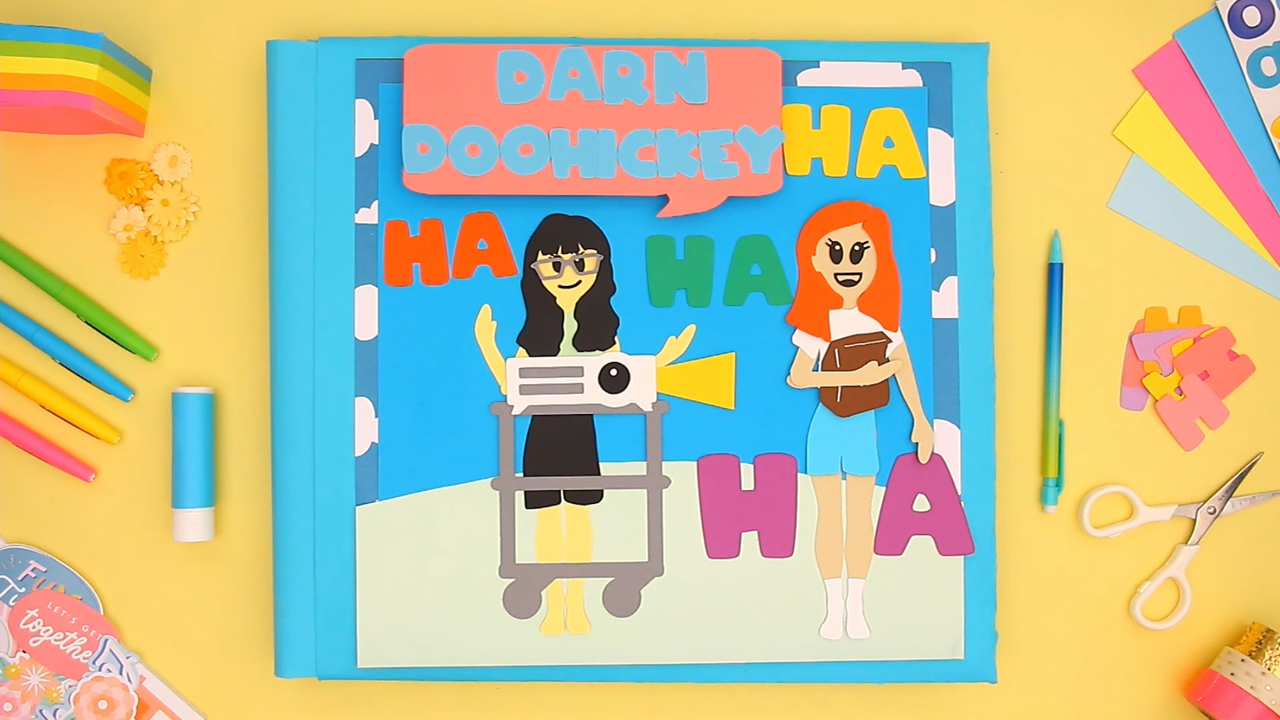 DARN
DOOHICKEY
HA
HA
HA
HA
LET'S GET
together